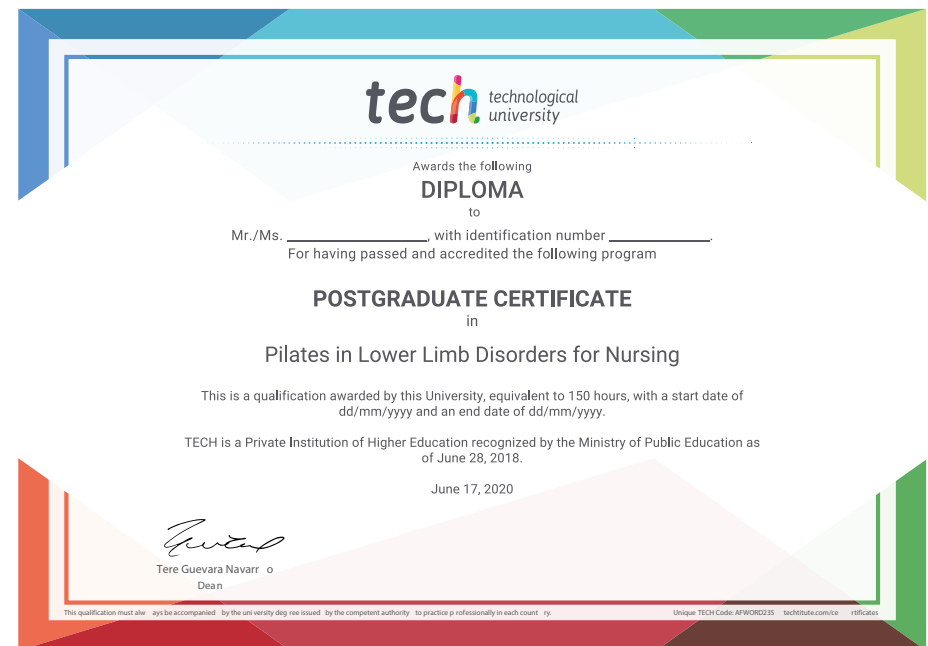 tech technological
university
Awards the following
DIPLOMA
to
Mr./Ms. ____________, with identification number _________.
For having passed and accredited the following program
POSTGRADUATE CERTIFICATE
in
Pilates in Lower Limb Disorders for Nursing
This is a qualification awarded by this University, equivalent to 150 hours, with a start date of
dd/mm/yyyy and an end date of dd/mm/yyyy.
TECH is a Private Institution of Higher Education recognized by the Ministry of Public Education as
of June 28, 2018.
June 17, 2020
Tere Guevara Navarr o
Dean
This qualification must alw ays be accompanied by the uni versity deg ree issued by the competent authority to practice p rofessionally in each count ry. Unique TECH Code: AFWORD235 techtitute.com/ce rtificates